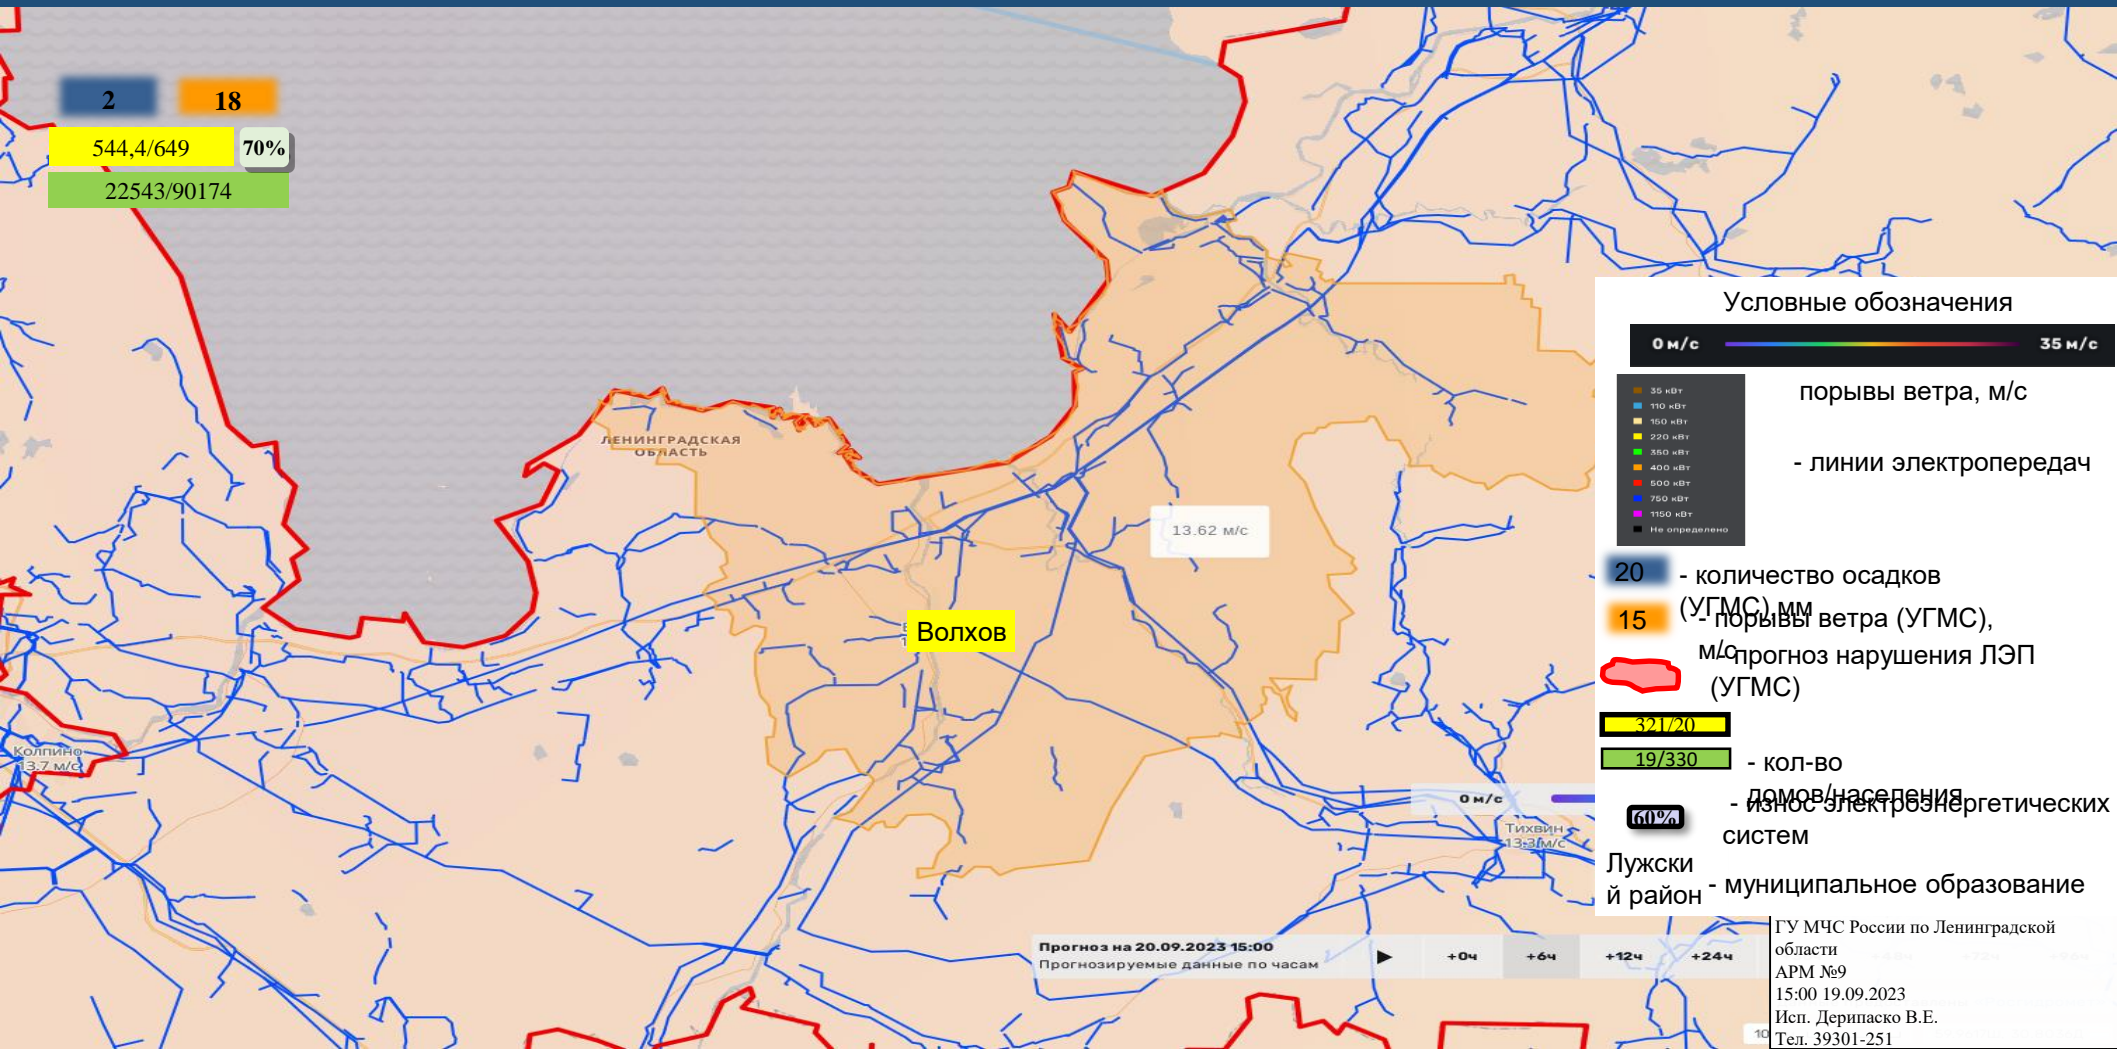 2
18
544,4/649
70%
22543/90174
ЛЕНИНГРАДСКАЯ
ОБЛАСТЬ
13.62 м/с
Волхов
Колпино
13.7 м/с
Тихвин
13.3 м/с
0 м/с
Прогноз на 20.09.2023 15:00
Прогнозируемые данные по часам
+0ч
+6ч
+12ч
+24ч
Условные обозначения
0 м/с
35 м/с
порывы ветра, м/с
35 кВт
110 кВт
150 кВт
220 кВт
350 кВт
400 кВт
500 кВт
750 кВт
1150 кВт
Не определено
- линии электропередач
20
- количество осадков
(УГМС),мм
15
- порывы ветра (УГМС),
м/с
- прогноз нарушения ЛЭП
(УГМС)
321/20
19/330
- кол-во
домов/населения
60%
- износ электроэнергетических
систем
Лужски
й район
- муниципальное образование
ГУ МЧС России по Ленинградской
области
АРМ №9
15:00 19.09.2023
Исп. Дерипаско В.Е.
Тел. 39301-251
10